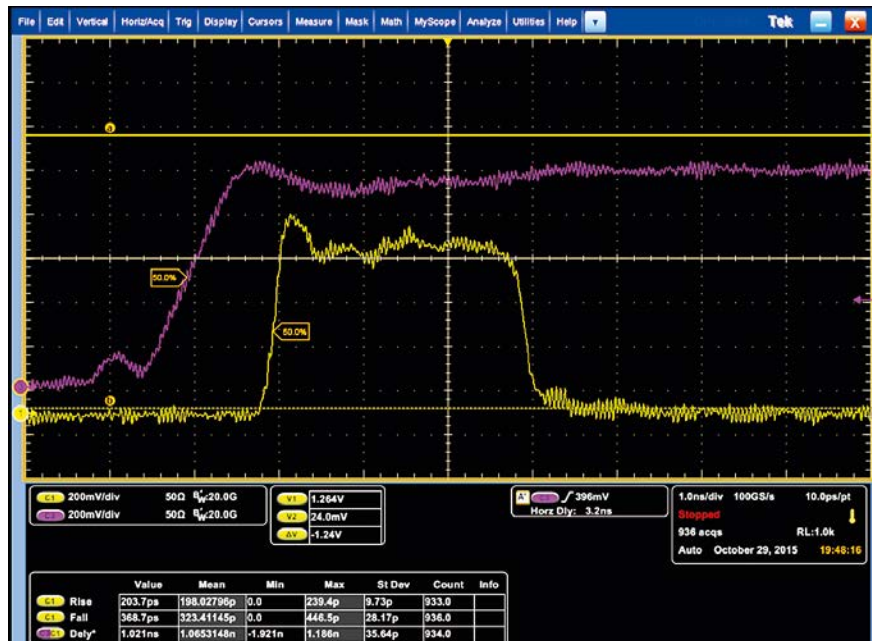 File Edit Vertical Horiz/Acq Trig Display Cursors Measure Mask Math MyScope Analyze Utilities Help Tek X
a
50.0%
50.0%
b
1
C1 200mV/div 50Ω BW:20.0G
200mV/div 50Ω BW:20.0G
V1 1.264V
V2 24.0mV
ΔV -1.24V
A' 396mV
Horz Dly: 3.2ns
1.0ns/div 100GS/s 10.0ps/pt
Stopped
936 acqs RL:1.0k
Auto October 29, 2015 19:48:16
Value Mean Min Max St Dev Count Info
C1 Rise 203.7ps 198.02796p 0.0 239.4p 9.73p 933.0
C1 Fall 368.7ps 323.41145p 0.0 446.5p 28.17p 936.0
C1 Dely* 1.021ns 1.0653148n -1.921n 1.186n 35.64p 934.0